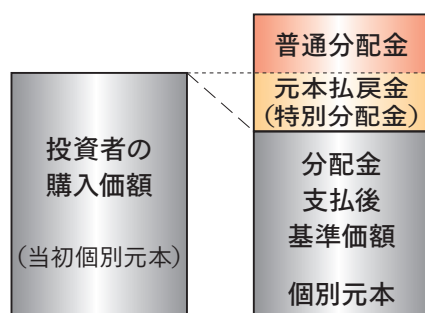 投資者の
購入価額
(当初個別元本)
普通分配金
元本払戻金
(特別分配金)
分配金
支払後
基準価額
個別元本